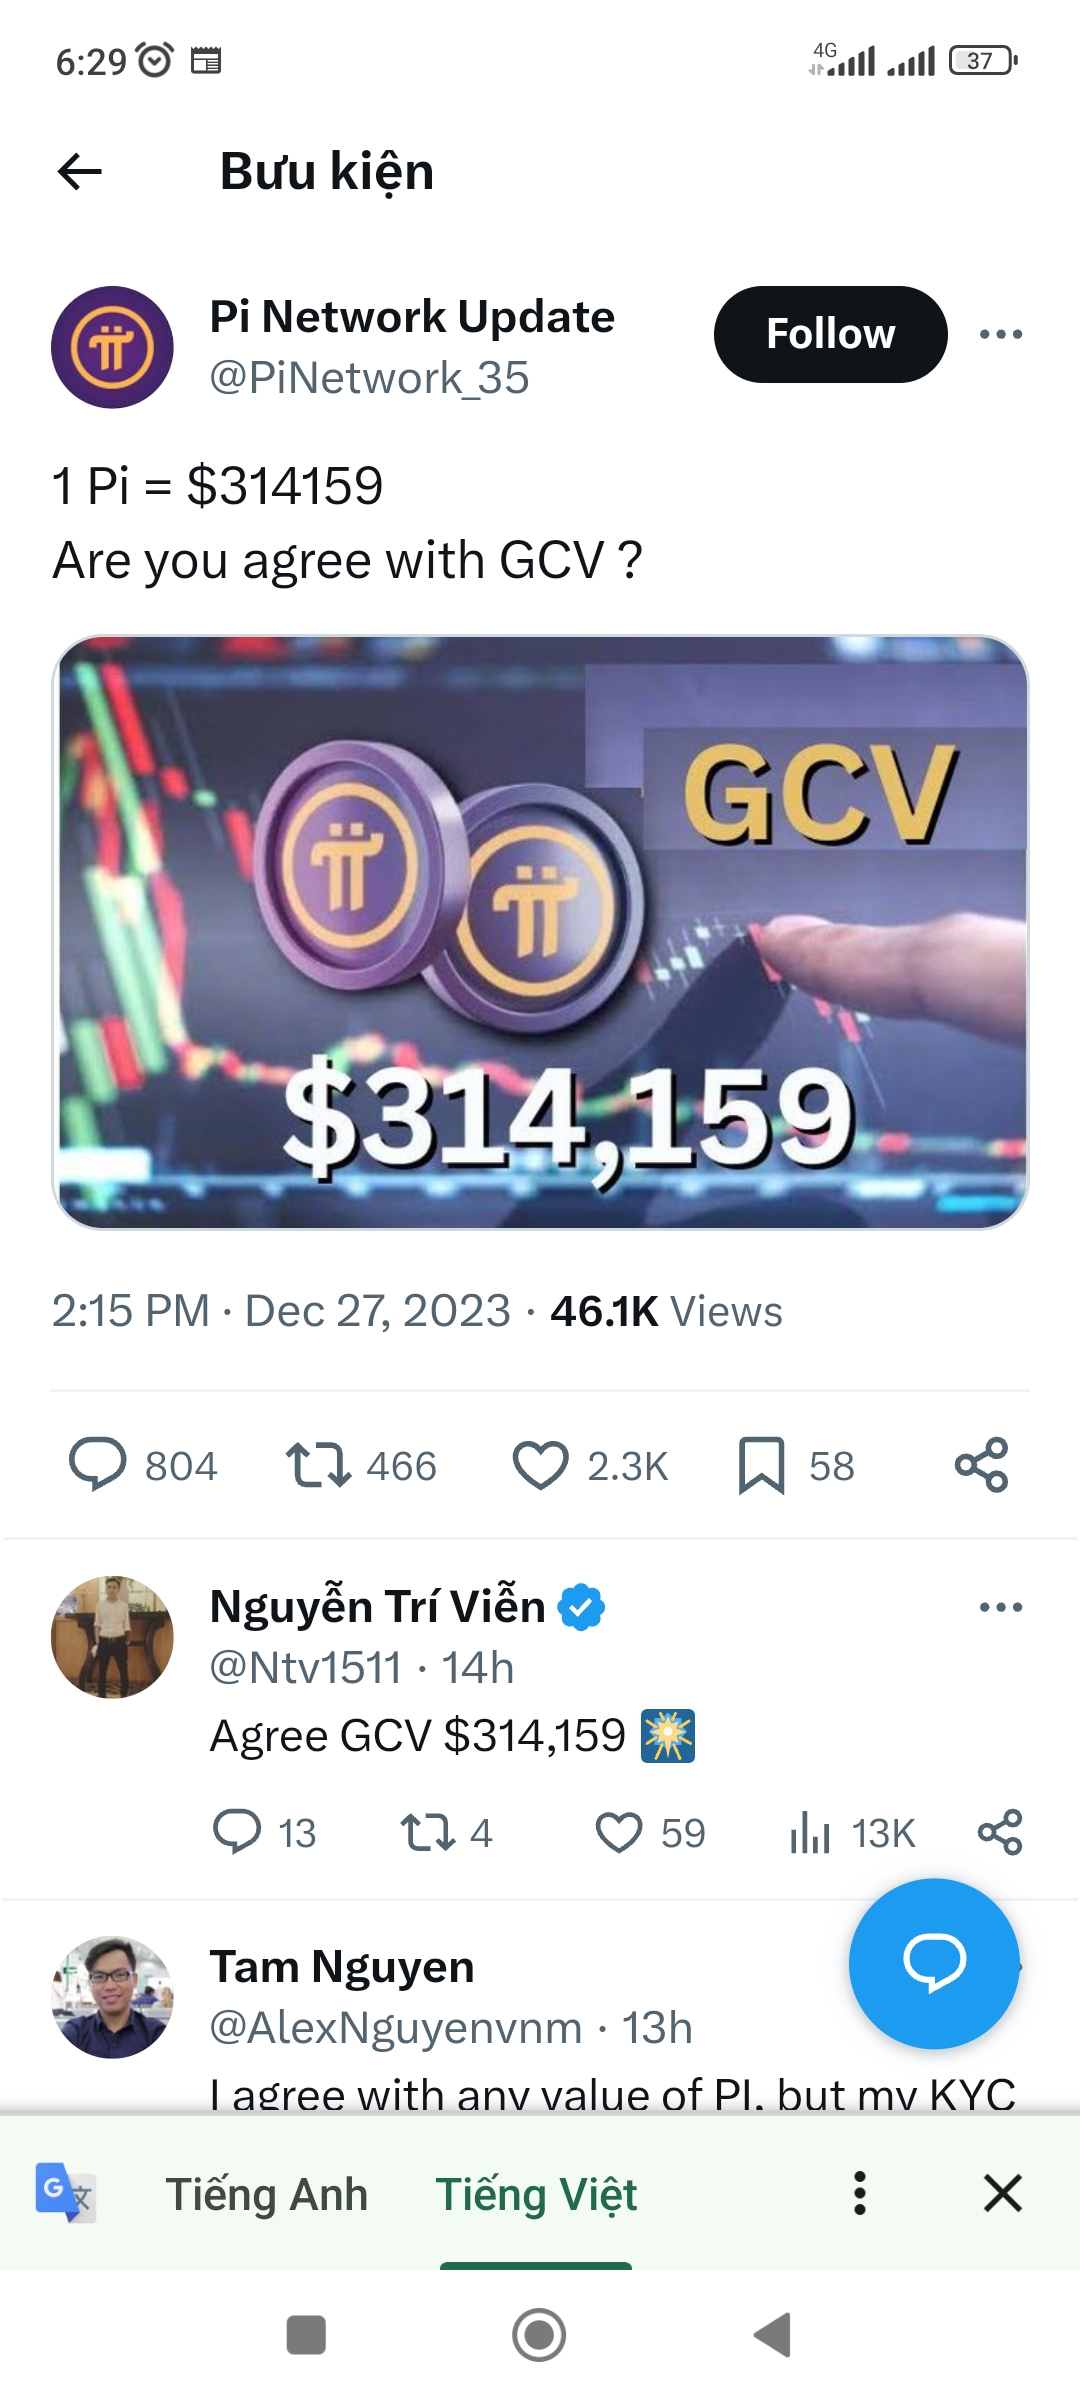 6:29
4G
37
Bưu kiện
Pi Network Update
Follow
@PiNetwork_35
1 Pi = $314159
Are you agree with GCV ?
GCV
$314,159
2:15 PM · Dec 27, 2023 · 46.1K Views
804 466 2.3K 58
Nguyễn Trí Viễn
@Ntv1511 · 14h
Agree GCV $314,159
13 4 59 13K
Tam Nguyen
@AlexNguyenvnm · 13h
I agree with any value of PI, but my KYC
G 文 Tiếng Anh Tiếng Việt